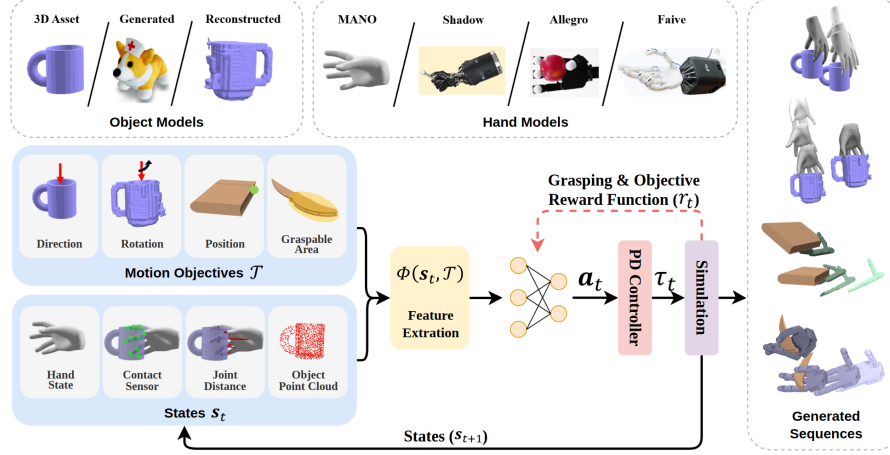 3D Asset
Generated
Reconstructed
Object Models
MANO
Shadow
Allegro
Faive
Hand Models
Direction
Rotation
Position
Graspable
Area
Motion Objectives 𝒯
Hand
State
Contact
Sensor
Joint
Distance
Object
Point Cloud
States s_t
Φ(s_t, 𝒯)
Feature
Extration
Grasping & Objective
Reward Function (r_t)
a_t
PD Controller
τ_t
Simulation
States (s_{t+1})
Generated
Sequences